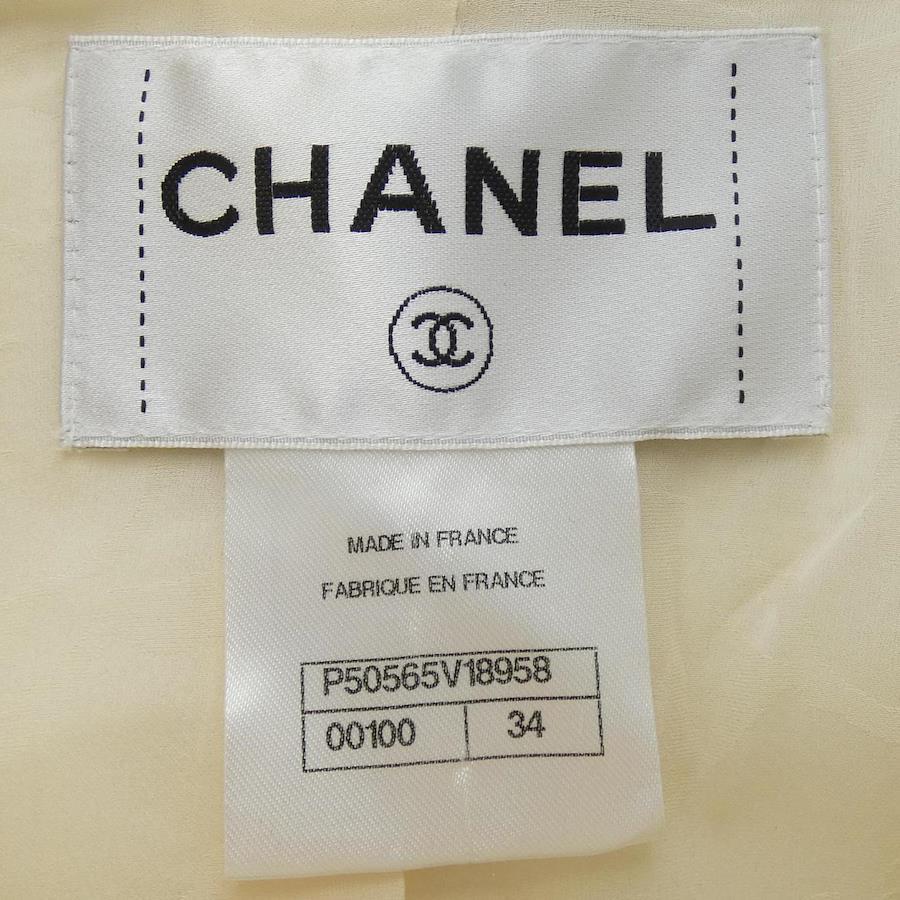 CHANEL
MADE IN FRANCE
FABRIQUE EN FRANCE
P50565V18958
00100 34